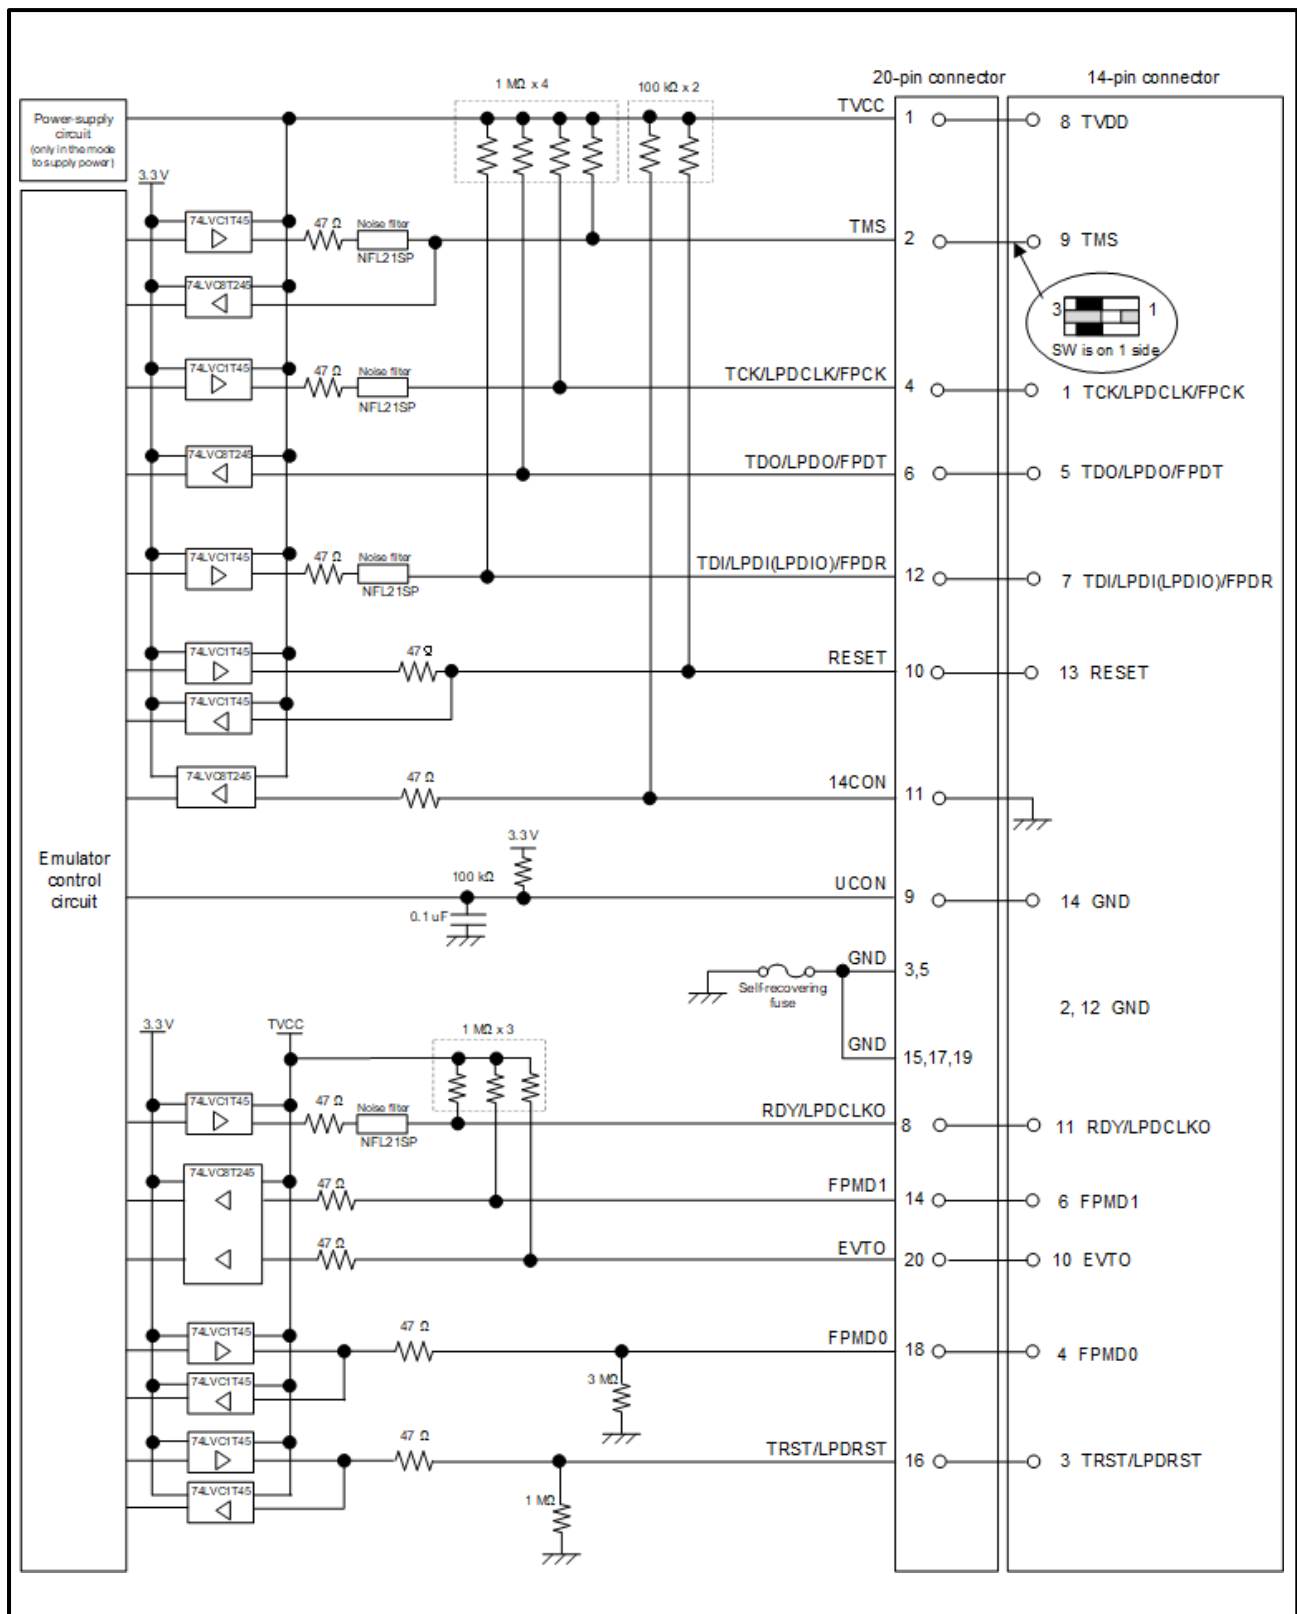 20-pin connector
14-pin connector
1 MΩ x 4
100 kΩ x 2
TVCC
1
8 TVDD
Power-supply
circuit
(only in the mode
to supply power)
3.3 V
74LVC1T45
47 Ω
Noise filter
NFL21SP
TMS
2
9 TMS
74LVC8T245
3
1
SW is on 1 side
74LVC1T45
47 Ω
Noise filter
NFL21SP
TCK/LPDCLK/FPCK
4
1 TCK/LPDCLK/FPCK
74LVC8T245
TDO/LPDO/FPDT
6
5 TDO/LPDO/FPDT
74LVC1T45
47 Ω
Noise filter
NFL21SP
TDI/LPDI(LPDIO)/FPDR
12
7 TDI/LPDI(LPDIO)/FPDR
74LVC1T45
47 Ω
RESET
10
13 RESET
74LVC1T45
74LVC8T245
47 Ω
14CON
11
Emulator
control
circuit
3.3 V
100 kΩ
0.1 uF
UCON
9
14 GND
GND
3,5
Self-recovering
fuse
2, 12 GND
GND
15,17,19
3.3 V
TVCC
1 MΩ x 3
74LVC1T45
47 Ω
Noise filter
NFL21SP
RDY/LPDCLKO
8
11 RDY/LPDCLKO
74LVC8T245
47 Ω
FPMD1
14
6 FPMD1
47 Ω
EVTO
20
10 EVTO
74LVC1T45
47 Ω
FPMD0
18
4 FPMD0
74LVC1T45
3 MΩ
74LVC1T45
47 Ω
TRST/LPDRST
16
3 TRST/LPDRST
74LVC1T45
1 MΩ